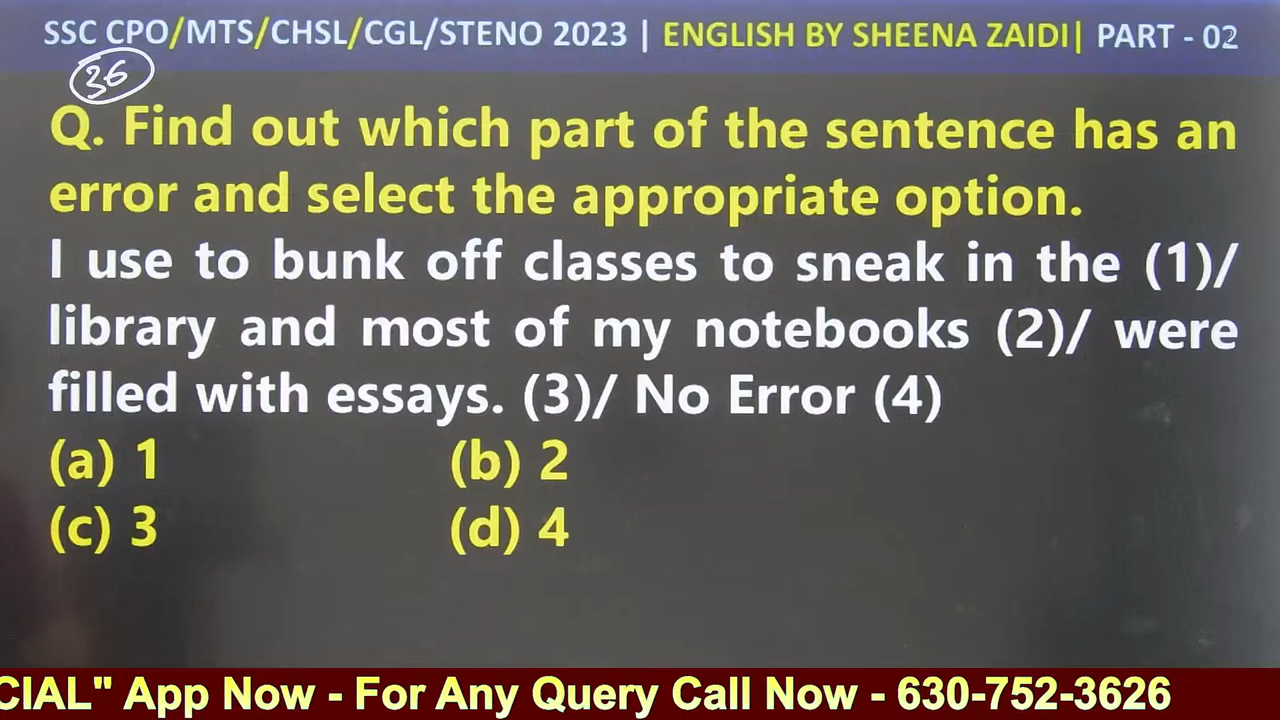 SSC CPO/MTS/CHSL/CGL/STENO 2023 | ENGLISH BY SHEENA ZAIDI| PART - 02
36
Q. Find out which part of the sentence has an
error and select the appropriate option.
I use to bunk off classes to sneak in the (1)/
library and most of my notebooks (2)/ were
filled with essays. (3)/ No Error (4)
(a) 1 (b) 2
(c) 3 (d) 4
CIAL" App Now - For Any Query Call Now - 630-752-3626